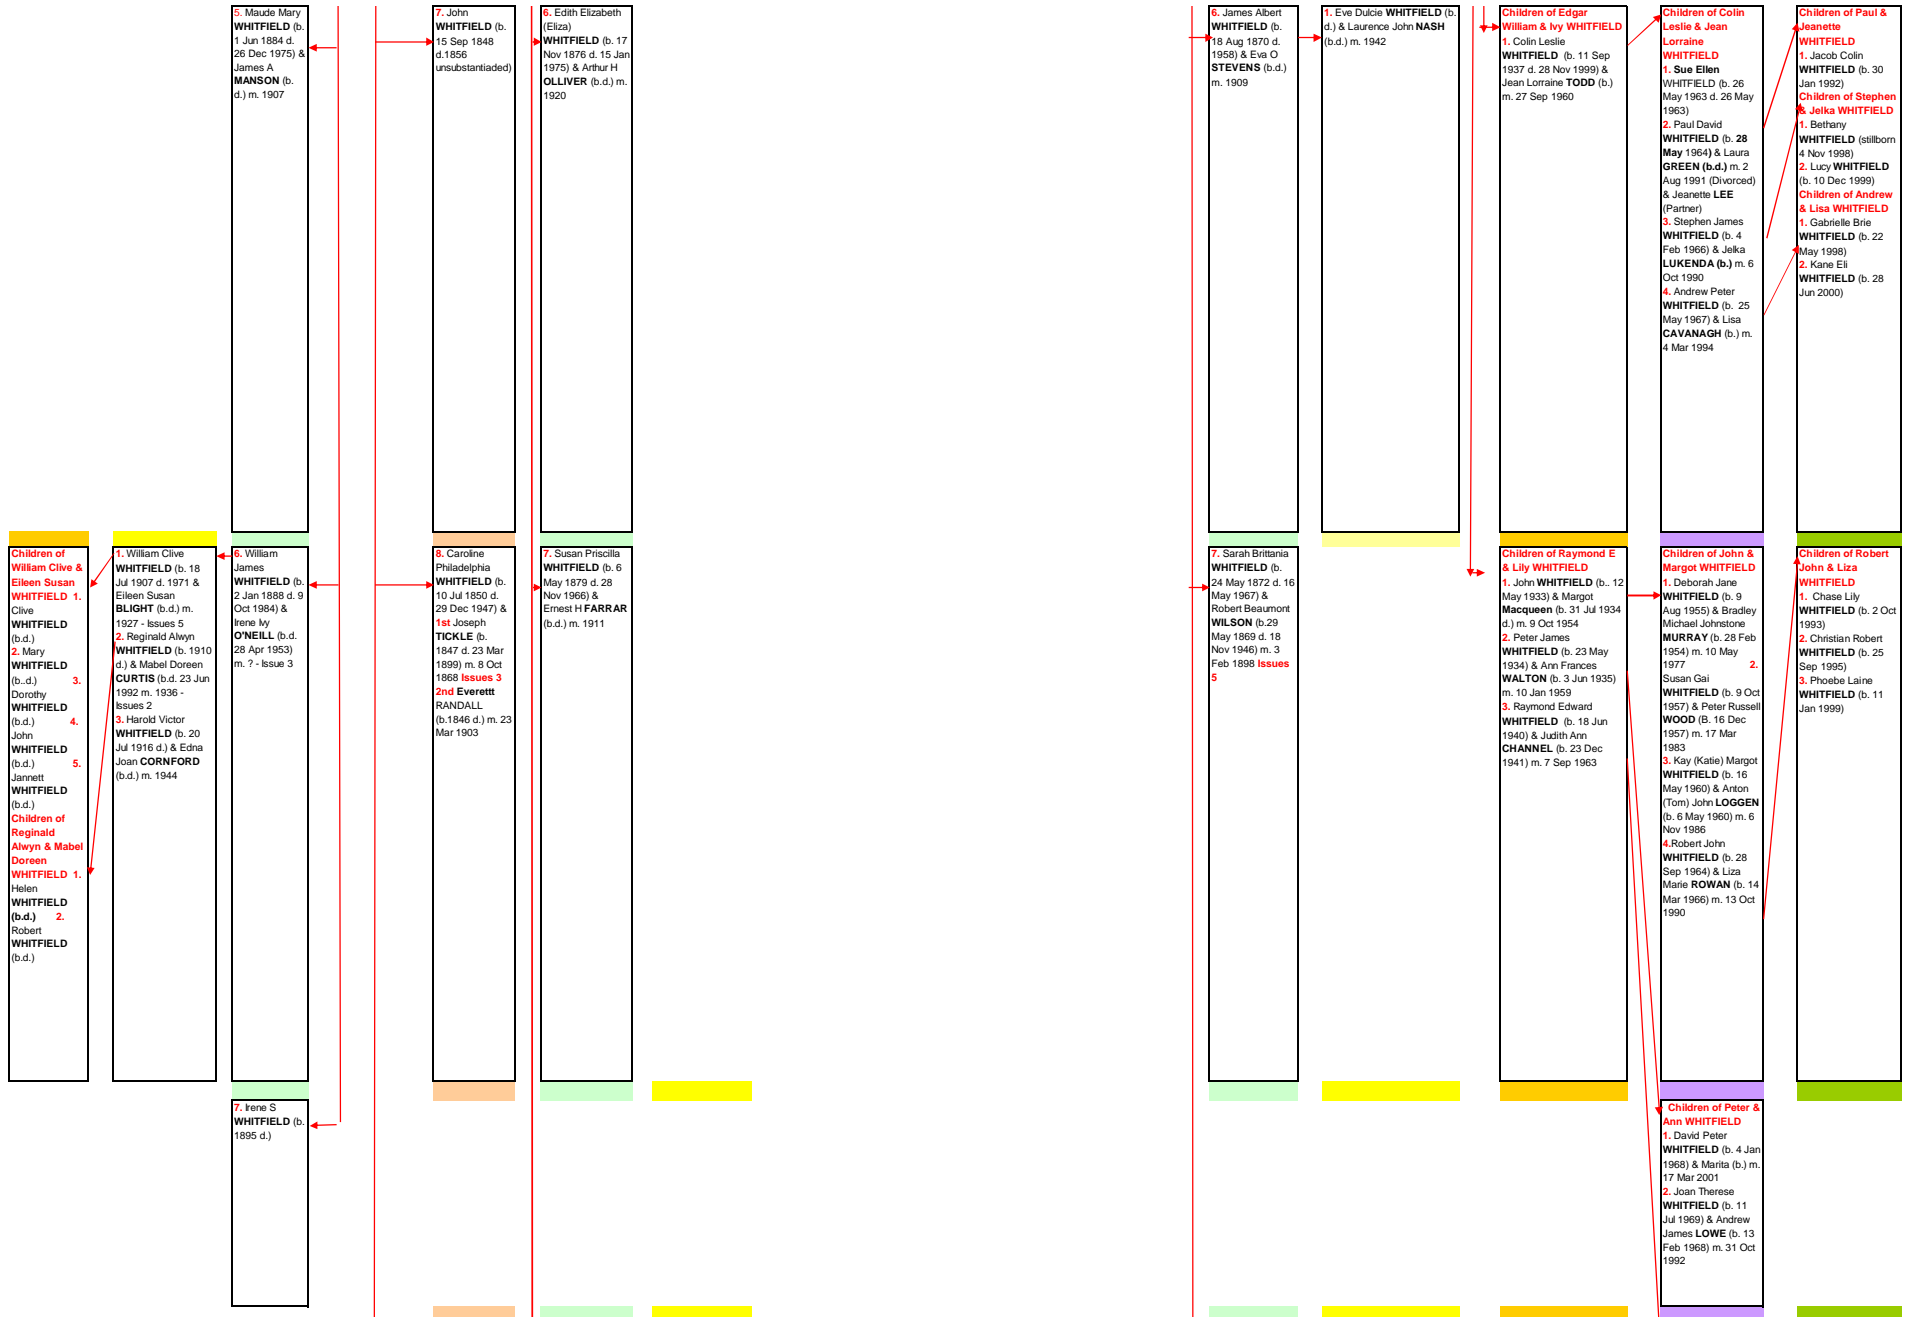 5. Maude Mary
WHITFIELD (b.
1 Jun 1884 d.
26 Dec 1975) &
James A
MANSON (b.
d.) m. 1907
7. John
WHITFIELD (b.
15 Sep 1848
d.1856
unsubstantiaded)
6. Edith Elizabeth
(Eliza)
WHITFIELD (b. 17
Nov 1876 d. 15 Jan
1975) & Arthur H
OLLIVER (b.d.) m.
1920
6. James Albert
WHITFIELD (b.
18 Aug 1870 d.
1958) & Eva O
STEVENS (b.d.)
m. 1909
1. Eve Dulcie WHITFIELD (b.
d.) & Laurence John NASH
(b.d.) m. 1942
Children of Edgar
William & Ivy WHITFIELD
1. Colin Leslie
WHITFIELD (b. 11 Sep
1937 d. 28 Nov 1999) &
Jean Lorraine TODD (b.)
m. 27 Sep 1960
Children of Colin
Leslie & Jean
Lorraine
WHITFIELD
1. Sue Ellen
WHITFIELD (b. 26
May 1963 d. 26 May
1963)
2. Paul David
WHITFIELD (b. 28
May 1964) & Laura
GREEN (b.d.) m. 2
Aug 1991 (Divorced)
& Jeanette LEE
(Partner)
3. Stephen James
WHITFIELD (b. 4
Feb 1966) & Jelka
LUKENDA (b.) m. 6
Oct 1990
4. Andrew Peter
WHITFIELD (b. 25
May 1967) & Lisa
CAVANAGH (b.) m.
4 Mar 1994
Children of Paul &
Jeanette
WHITFIELD
1. Jacob Colin
WHITFIELD (b. 30
Jan 1992)
Children of Stephen
& Jelka WHITFIELD
1. Bethany
WHITFIELD (stillborn
4 Nov 1998)
2. Lucy WHITFIELD
(b. 10 Dec 1999)
Children of Andrew
& Lisa WHITFIELD
1. Gabrielle Brie
WHITFIELD (b. 22
May 1998)
2. Kane Eli
WHITFIELD (b. 28
Jun 2000)
Children of
William Clive &
Eileen Susan
WHITFIELD 1.
Clive
WHITFIELD
(b.d.)
2. Mary
WHITFIELD
(b..d.) 3.
Dorothy
WHITFIELD
(b.d.) 4.
John
WHITFIELD
(b.d.) 5.
Jannett
WHITFIELD
(b.d.)
Children of
Reginald
Alwyn & Mabel
Doreen
WHITFIELD 1.
Helen
WHITFIELD
(b.d.) 2.
Robert
WHITFIELD
(b.d.)
1. William Clive
WHITFIELD (b. 18
Jul 1907 d. 1971 &
Eileen Susan
BLIGHT (b.d.) m.
1927 - Issues 5
2. Reginald Alwyn
WHITFIELD (b. 1910
d.) & Mabel Doreen
CURTIS (b.d. 23 Jun
1992 m. 1936 -
Issues 2
3. Harold Victor
WHITFIELD (b. 20
Jul 1916 d.) & Edna
Joan CORNFORD
(b.d.) m. 1944
6. William
James
WHITFIELD (b.
2 Jan 1888 d. 9
Oct 1984) &
Irene Ivy
O'NEILL (b.d.
28 Apr 1953)
m. ? - Issue 3
8. Caroline
Philadelphia
WHITFIELD (b.
10 Jul 1850 d.
29 Dec 1947) &
1st Joseph
TICKLE (b.
1847 d. 23 Mar
1899) m. 8 Oct
1868 Issues 3
2nd Everettt
RANDALL
(b.1846 d.) m. 23
Mar 1903
7. Susan Priscilla
WHITFIELD (b. 6
May 1879 d. 28
Nov 1966) &
Ernest H FARRAR
(b.d.) m. 1911
7. Sarah Brittania
WHITFIELD (b.
24 May 1872 d. 16
May 1967) &
Robert Beaumont
WILSON (b.29
May 1869 d. 18
Nov 1946) m. 3
Feb 1898 Issues
5
Children of Raymond E
& Lily WHITFIELD
1. John WHITFIELD (b.. 12
May 1933) & Margot
Macqueen (b. 31 Jul 1934
d.) m. 9 Oct 1954
2. Peter James
WHITFIELD (b. 23 May
1934) & Ann Frances
WALTON (b. 3 Jun 1935)
m. 10 Jan 1959
3. Raymond Edward
WHITFIELD (b. 18 Jun
1940) & Judith Ann
CHANNEL (b. 23 Dec
1941) m. 7 Sep 1963
Children of John &
Margot WHITFIELD
1. Deborah Jane
WHITFIELD (b. 9
Aug 1955) & Bradley
Michael Johnstone
MURRAY (b. 28 Feb
1954) m. 10 May
1977 2.
Susan Gai
WHITFIELD (b. 9 Oct
1957) & Peter Russell
WOOD (B. 16 Dec
1957) m. 17 Mar
1983
3. Kay (Katie) Margot
WHITFIELD (b. 16
May 1960) & Anton
(Tom) John LOGGEN
(b. 6 May 1960) m. 6
Nov 1986
4.Robert John
WHITFIELD (b. 28
Sep 1964) & Liza
Marie ROWAN (b. 14
Mar 1966) m. 13 Oct
1990
Children of Robert
John & Liza
WHITFIELD
1. Chase Lily
WHITFIELD (b. 2 Oct
1993)
2. Christian Robert
WHITFIELD (b. 25
Sep 1995)
3. Phoebe Laine
WHITFIELD (b. 11
Jan 1999)
7. Irene S
WHITFIELD (b.
1895 d.)
Children of Peter &
Ann WHITFIELD
1. David Peter
WHITFIELD (b. 4 Jan
1968) & Marita (b.) m.
17 Mar 2001
2. Joan Therese
WHITFIELD (b. 11
Jul 1969) & Andrew
James LOWE (b. 13
Feb 1968) m. 31 Oct
1992